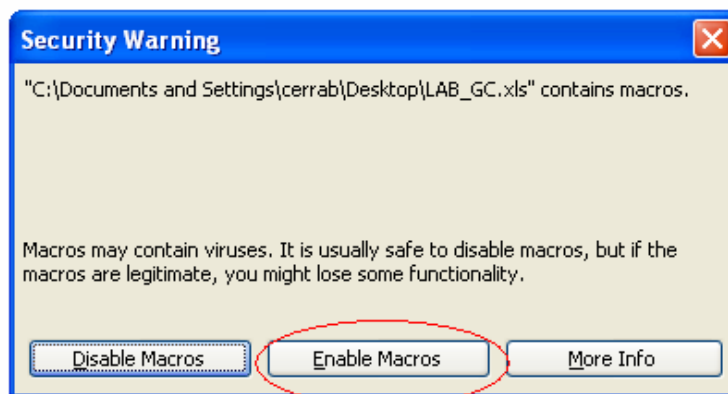 Security Warning
"C:\Documents and Settings\cerrab\Desktop\LAB_GC.xls" contains macros.
Macros may contain viruses. It is usually safe to disable macros, but if the
macros are legitimate, you might lose some functionality.
Disable Macros Enable Macros More Info